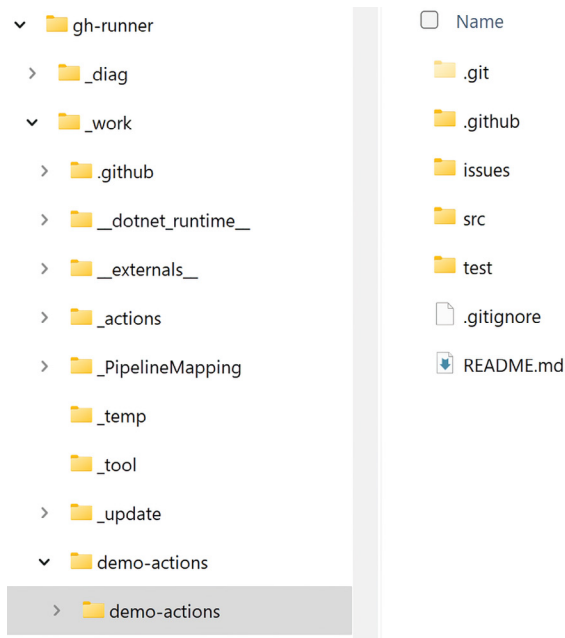 gh-runner
_diag
_work
.github
__dotnet_runtime__
__externals__
_actions
_PipelineMapping
_temp
_tool
_update
demo-actions
demo-actions
Name
.git
.github
issues
src
test
.gitignore
README.md